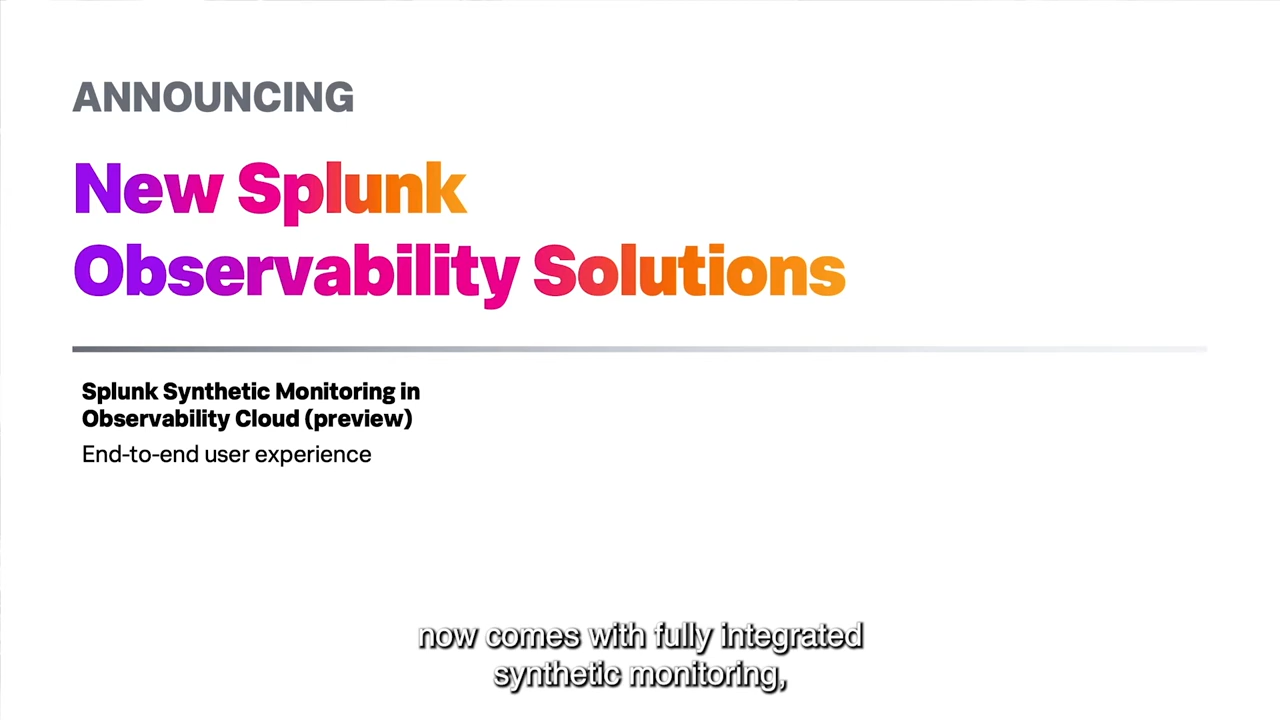 ANNOUNCING
New Splunk
Observability Solutions
Splunk Synthetic Monitoring in
Observability Cloud (preview)
End-to-end user experience
now comes with fully integrated
synthetic monitoring,